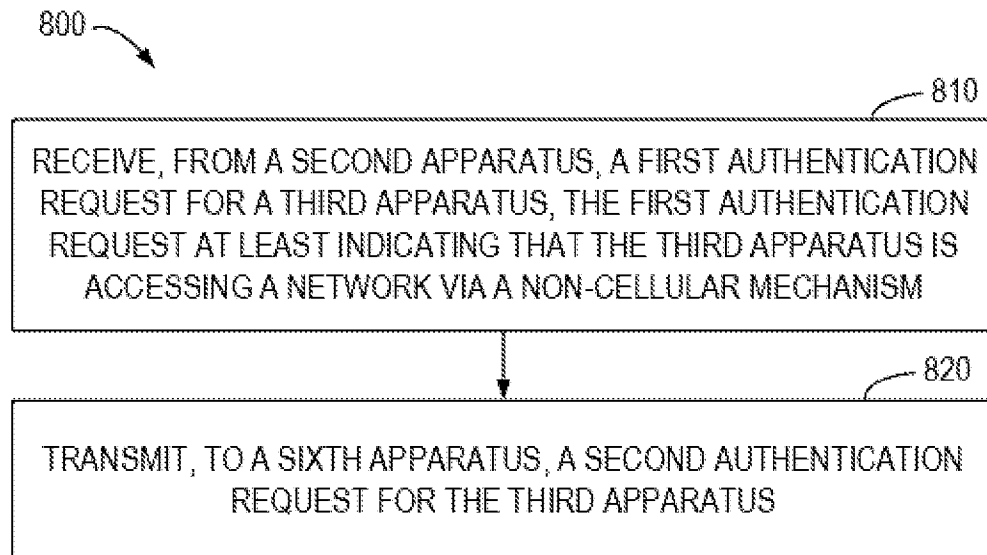 800
810
RECEIVE, FROM A SECOND APPARATUS, A FIRST AUTHENTICATION
REQUEST FOR A THIRD APPARATUS, THE FIRST AUTHENTICATION
REQUEST AT LEAST INDICATING THAT THE THIRD APPARATUS IS
ACCESSING A NETWORK VIA A NON-CELLULAR MECHANISM
820
TRANSMIT, TO A SIXTH APPARATUS, A SECOND AUTHENTICATION
REQUEST FOR THE THIRD APPARATUS